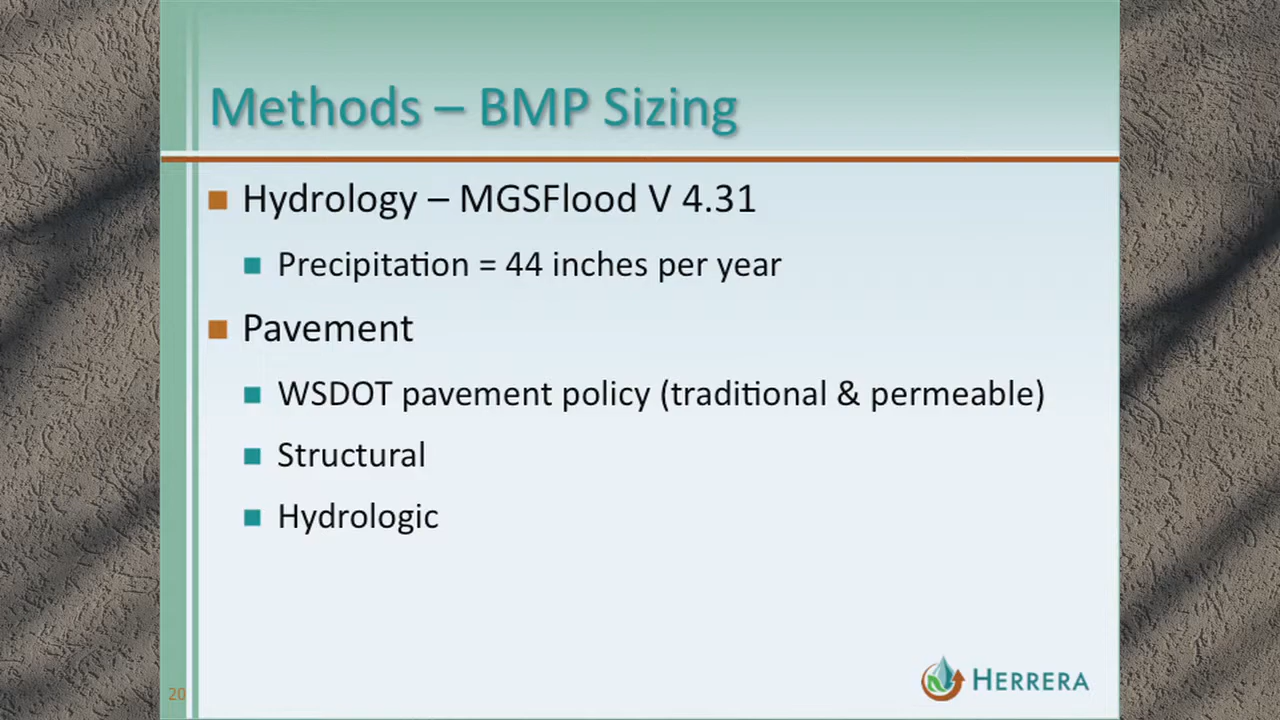 Methods – BMP Sizing
Hydrology – MGSFlood V 4.31
Precipitation = 44 inches per year
Pavement
WSDOT pavement policy (traditional & permeable)
Structural
Hydrologic
20
HERRERA